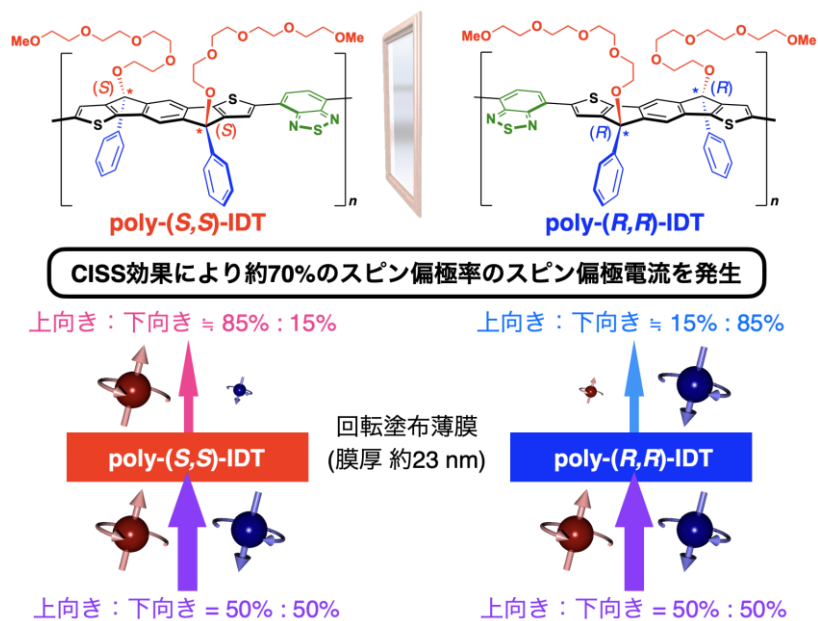 MeO O O O O O O O OMe
MeO O O O O O O O OMe
O O O O
(S) * S (S) * S N S N n
(R) * S (R) * S N S N n
poly-(S,S)-IDT poly-(R,R)-IDT
CISS効果により約70%のスピン偏極率のスピン偏極電流を発生
上向き：下向き ≒ 85% : 15% 上向き：下向き ≒ 15% : 85%
回転塗布薄膜
(膜厚 約23 nm)
poly-(S,S)-IDT poly-(R,R)-IDT
上向き：下向き = 50% : 50% 上向き：下向き = 50% : 50%